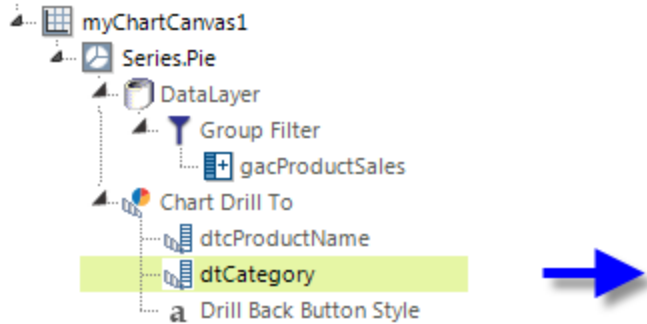 myChartCanvas1
Series.Pie
DataLayer
Group Filter
gacProductSales
Chart Drill To
dtcProductName
dtCategory
a Drill Back Button Style